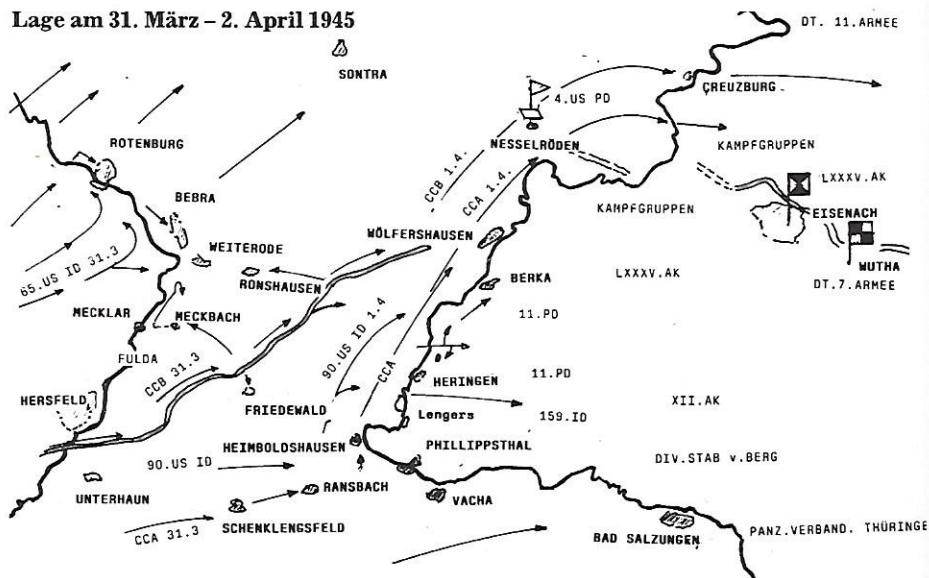 Lage am 31. März – 2. April 1945
DT. 11.ARMEE
SONTRA
ÇREUZBURG
4.US PD
ROTENBURG
NESSELRÖDEN
KAMPFGRUPPEN
CCB 1.4.
CCA 1.4.
BEBRA
LXXXV.AK
KAMPFGRUPPEN
EISENACH
WÖLFERSHAUSEN
WEITERODE
65.US ID 31.3
RONSHAUSEN
BERKA
LXXXV.AK
WUTHA
DT.7.ARMEE
MECKLAR
MECKBACH
90.US ID 1.4
11.PD
FULDA
CCB 31.3
CCA
HERINGEN
11.PD
HERSFELD
FRIEDEWALD
Lengers
159.ID
XII.AK
HEIMBOLDSHAUSEN
PHILLIPPSTHAL
90.US ID
DIV.STAB v.BERG
UNTERHAUN
RANSBACH
VACHA
SCHENKLENGSFELD
CCA 31.3
BAD SALZUNGEN
PANZ.VERBAND. THÜRINGE